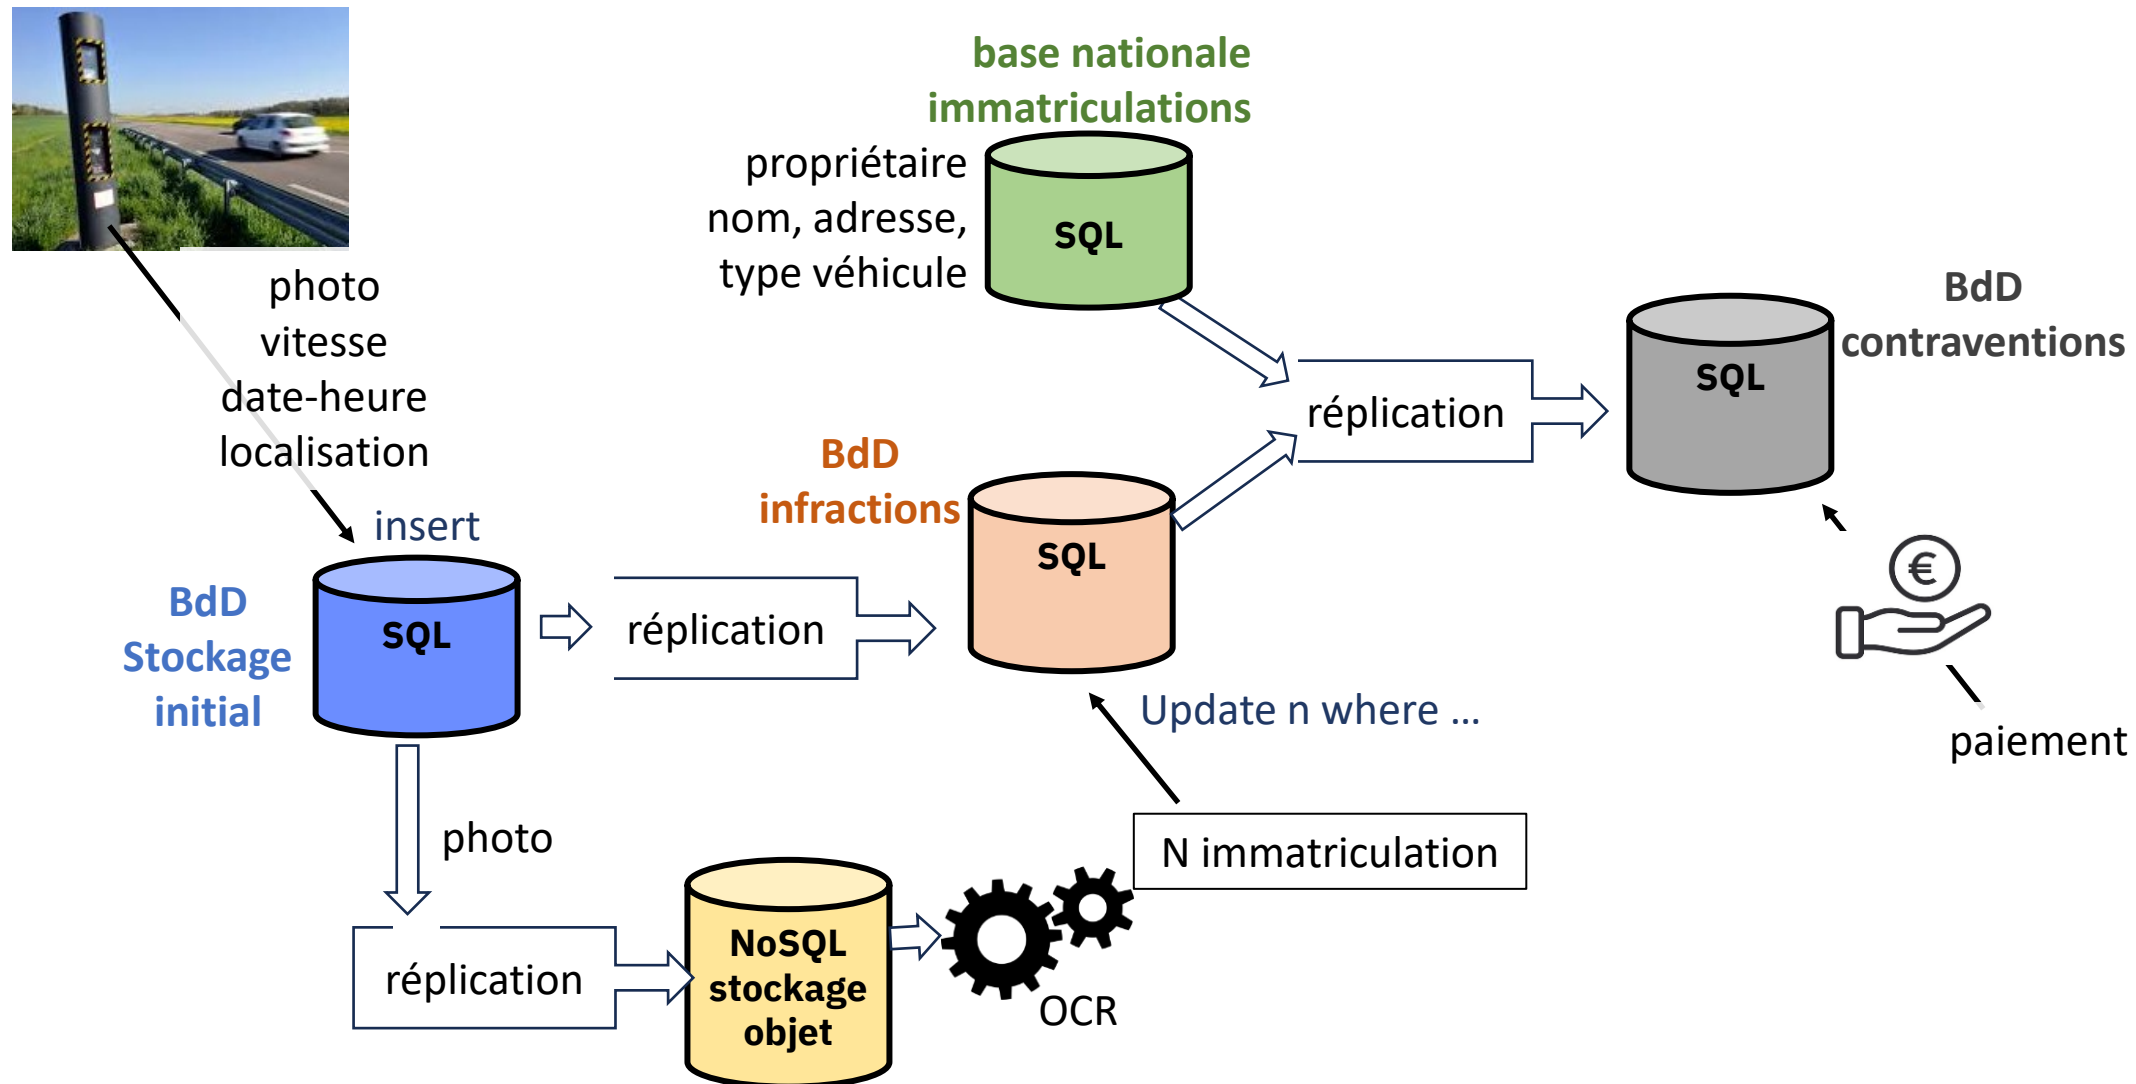 base nationale
immatriculations
propriétaire
nom, adresse,
type véhicule
SQL
photo
vitesse
date-heure
localisation
insert
BdD
Stockage
initial
SQL
réplication
BdD
infractions
SQL
réplication
BdD
contraventions
SQL
€
paiement
Update n where ...
N immatriculation
photo
réplication
NoSQL
stockage
objet
OCR